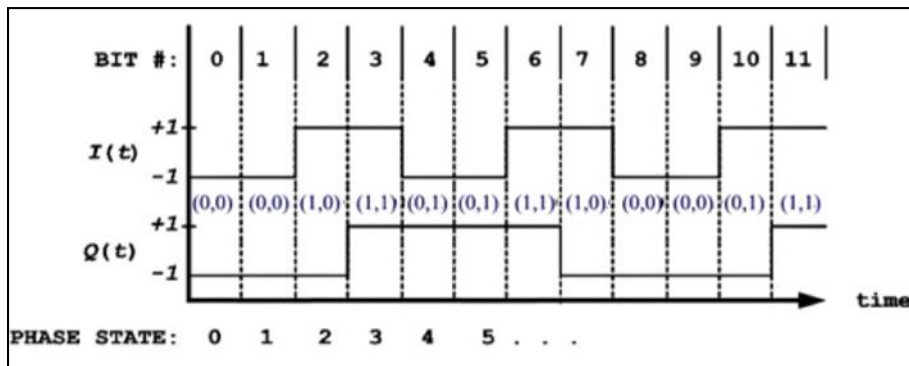 BIT #: 0 1 2 3 4 5 6 7 8 9 10 11
+1
I(t)
-1
(0,0) (0,0) (1,0) (1,1) (0,1) (0,1) (1,1) (1,0) (0,0) (0,0) (0,1) (1,1)
+1
Q(t)
-1
time
PHASE STATE: 0 1 2 3 4 5 . . .